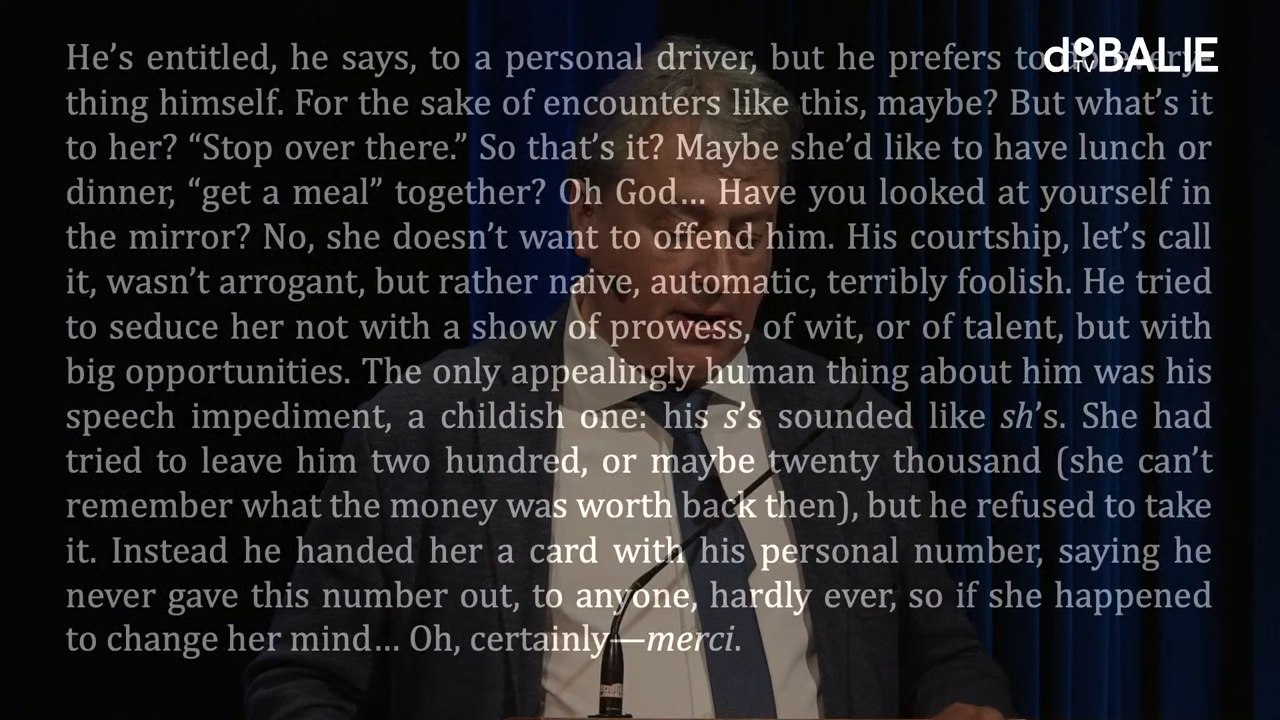 He’s entitled, he says, to a personal driver, but he prefers to
dBALIE
TV
thing himself. For the sake of encounters like this, maybe? But what’s it
to her? “Stop over there.” So that’s it? Maybe she’d like to have lunch or
dinner, “get a meal” together? Oh God… Have you looked at yourself in
the mirror? No, she doesn’t want to offend him. His courtship, let’s call
it, wasn’t arrogant, but rather naive, automatic, terribly foolish. He tried
to seduce her not with a show of prowess, of wit, or of talent, but with
big opportunities. The only appealingly human thing about him was his
speech impediment, a childish one: his s’s sounded like sh’s. She had
tried to leave him two hundred, or maybe twenty thousand (she can’t
remember what the money was worth back then), but he refused to take
it. Instead he handed her a card with his personal number, saying he
never gave this number out, to anyone, hardly ever, so if she happened
to change her mind… Oh, certainly—merci.